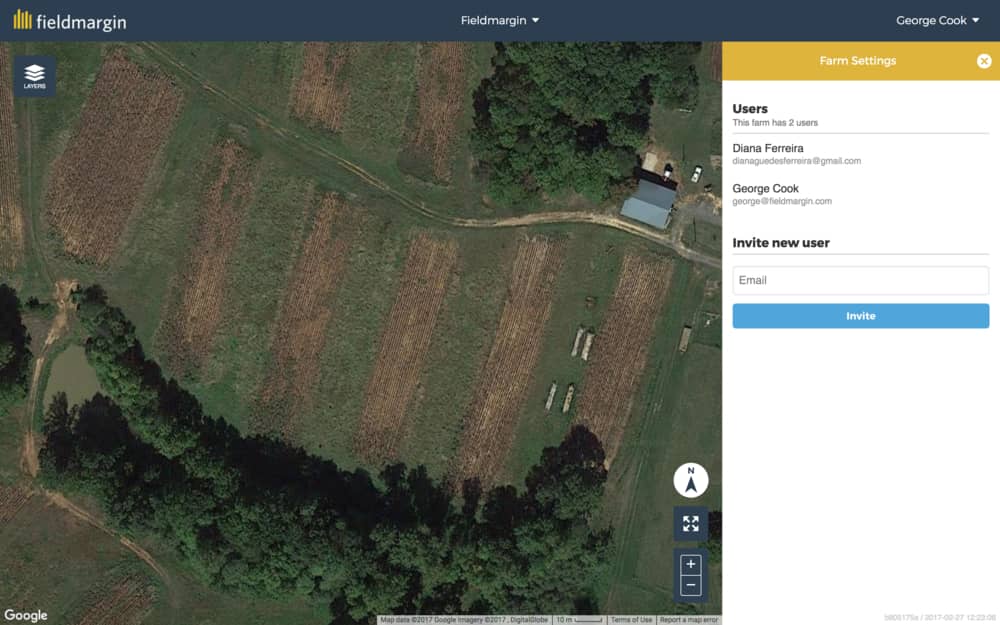 fieldmargin
Fieldmargin
George Cook
LAYERS
Farm Settings
Users
This farm has 2 users
Diana Ferreira
dianaguedesferreira@gmail.com
George Cook
george@fieldmargin.com
Invite new user
Email
Invite
N
+
−
Google
Map data ©2017 Google Imagery ©2017 , DigitalGlobe
10 m
Terms of Use
Report a map error
2017-02-27 12:23:08